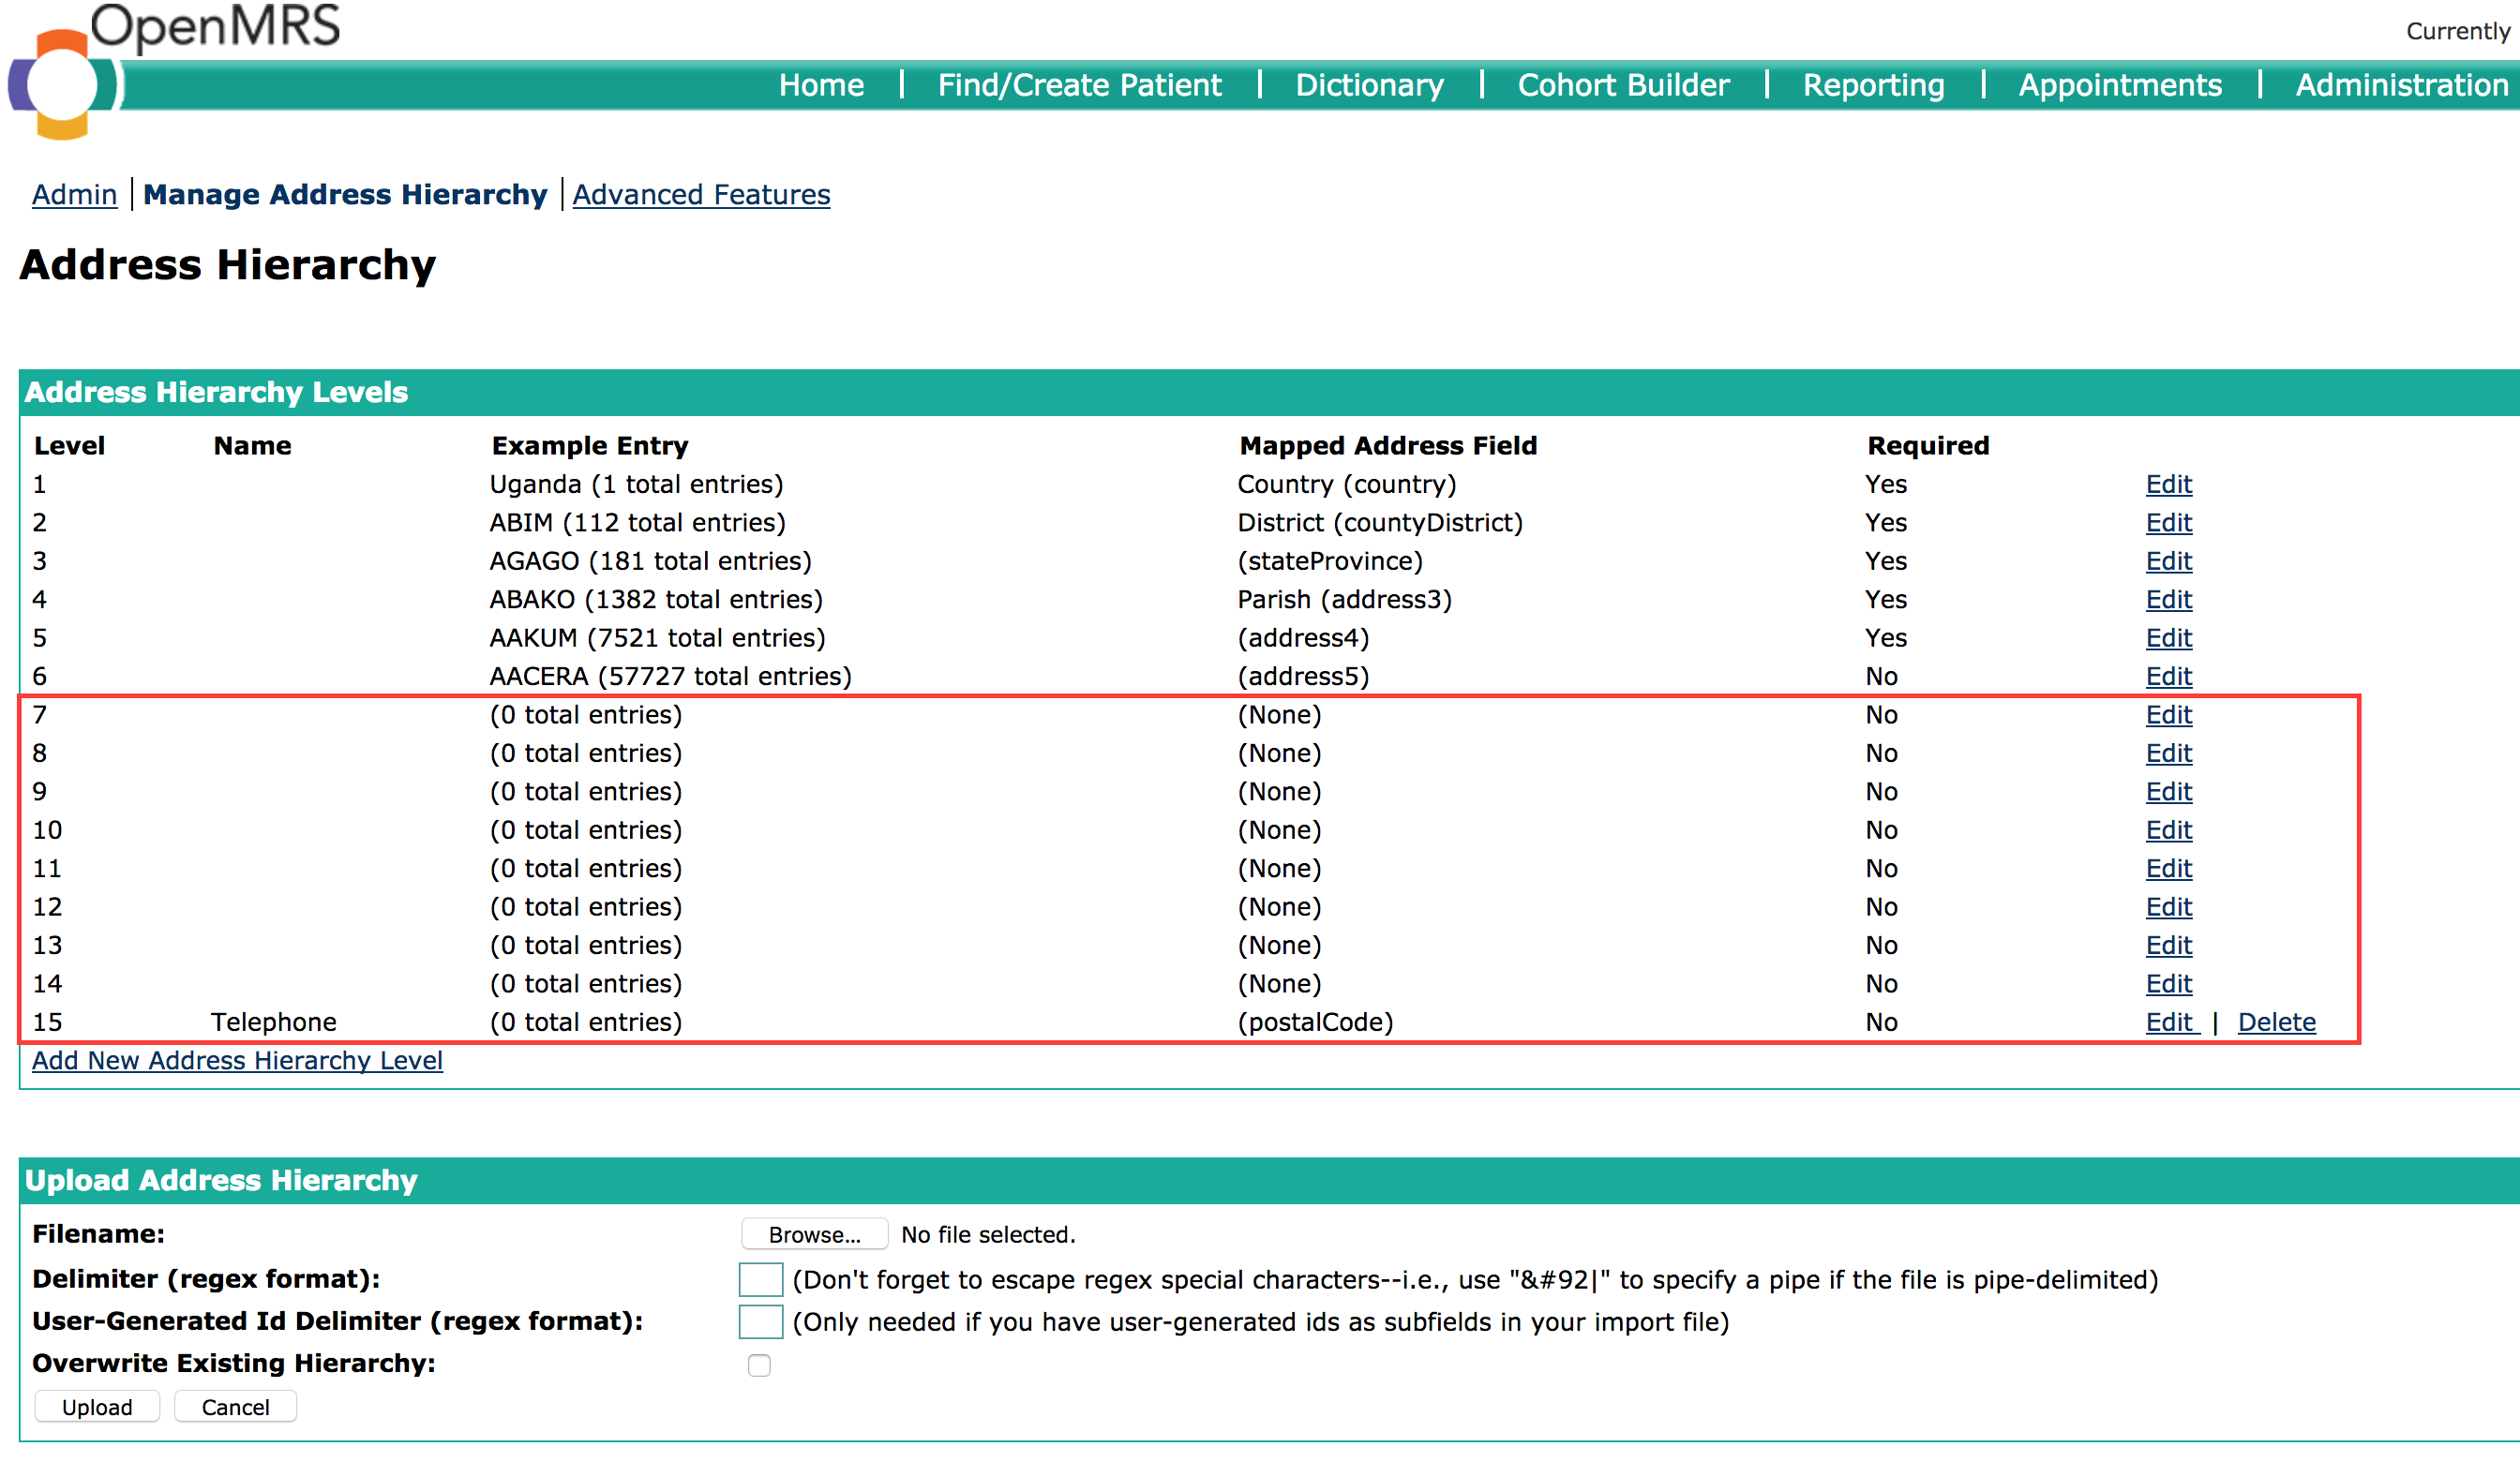 OpenMRS
Currently
Home | Find/Create Patient | Dictionary | Cohort Builder | Reporting | Appointments | Administration
Admin | Manage Address Hierarchy | Advanced Features
Address Hierarchy
Address Hierarchy Levels
Level Name Example Entry Mapped Address Field Required
1 Uganda (1 total entries) Country (country) Yes Edit
2 ABIM (112 total entries) District (countyDistrict) Yes Edit
3 AGAGO (181 total entries) (stateProvince) Yes Edit
4 ABAKO (1382 total entries) Parish (address3) Yes Edit
5 AAKUM (7521 total entries) (address4) Yes Edit
6 AACERA (57727 total entries) (address5) No Edit
7 (0 total entries) (None) No Edit
8 (0 total entries) (None) No Edit
9 (0 total entries) (None) No Edit
10 (0 total entries) (None) No Edit
11 (0 total entries) (None) No Edit
12 (0 total entries) (None) No Edit
13 (0 total entries) (None) No Edit
14 (0 total entries) (None) No Edit
15 Telephone (0 total entries) (postalCode) No Edit | Delete
Add New Address Hierarchy Level
Upload Address Hierarchy
Filename: Browse... No file selected.
Delimiter (regex format): (Don't forget to escape regex special characters--i.e., use "&#92|" to specify a pipe if the file is pipe-delimited)
User-Generated Id Delimiter (regex format): (Only needed if you have user-generated ids as subfields in your import file)
Overwrite Existing Hierarchy:
Upload Cancel